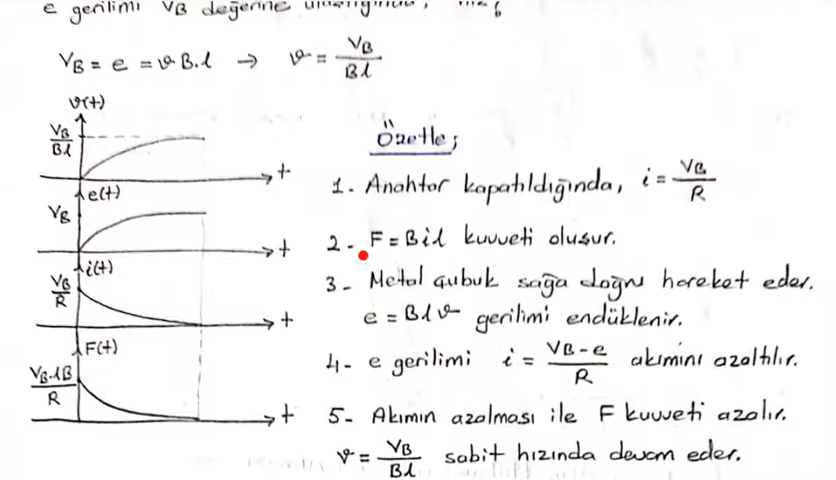 e gerilimi VB değerine
VB = e = ϑ B.l → ϑ = VB / Bl
ϑ(t)
VB / Bl
t
e(t)
VB
t
i(t)
VB / R
t
F(t)
VB.lB / R
t
Özetle;
1. Anahtar kapatıldığında, i = VB / R
2- F = Bil kuvveti oluşur.
3- Metal çubuk sağa doğru hareket eder.
e = Blϑ gerilimi endüklenir.
4- e gerilimi i = VB - e / R akımını azaltılır.
5- Akımın azalması ile F kuvveti azalır.
ϑ = VB / Bl sabit hızında devam eder.